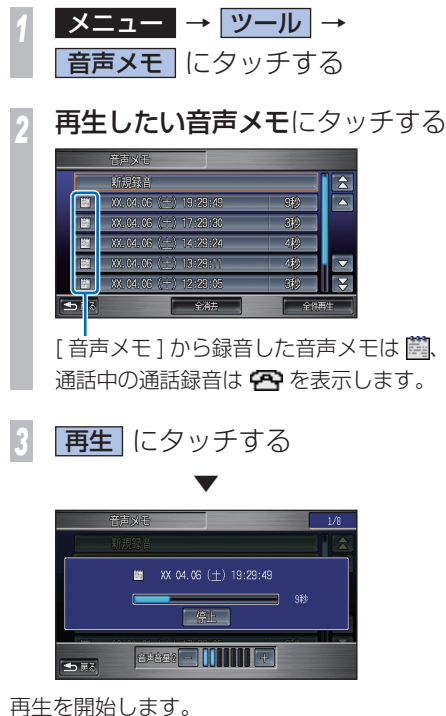 1 メニュー → ツール →
音声メモ にタッチする
2 再生したい音声メモにタッチする
音声メモ
新規録音
XX.04.06 (土) 19:29:49 9秒
XX.04.06 (土) 17:29:30 3秒
XX.04.06 (土) 14:29:24 4秒
XX.04.06 (土) 13:29:11 4秒
XX.04.06 (土) 12:29:05 3秒
戻る 全消去 全件再生
[ 音声メモ ] から録音した音声メモは 、
通話中の通話録音は を表示します。
3 再生 にタッチする
▼
音声メモ 1/8
新規録音
XX 04.06 (土) 19:29:49
9秒
停止
戻る 音声音量2 － ＋
再生を開始します。